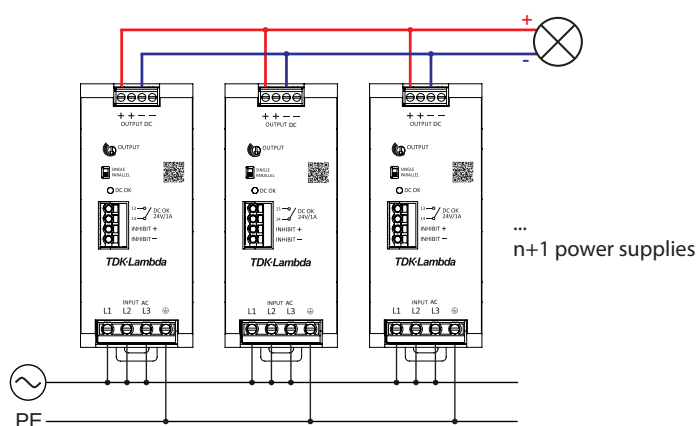 +
-
+ + − −
OUTPUT DC
OUTPUT
SINGLE
PARALLEL
DC OK
13
14
DC OK
24V/1A
INHIBIT +
INHIBIT −
TDK·Lambda
INPUT AC
L1 L2 L3
+ + − −
OUTPUT DC
OUTPUT
SINGLE
PARALLEL
DC OK
13
14
DC OK
24V/1A
INHIBIT +
INHIBIT −
TDK·Lambda
INPUT AC
L1 L2 L3
+ + − −
OUTPUT DC
OUTPUT
SINGLE
PARALLEL
DC OK
13
14
DC OK
24V/1A
INHIBIT +
INHIBIT −
TDK·Lambda
INPUT AC
L1 L2 L3
...
n+1 power supplies
PE